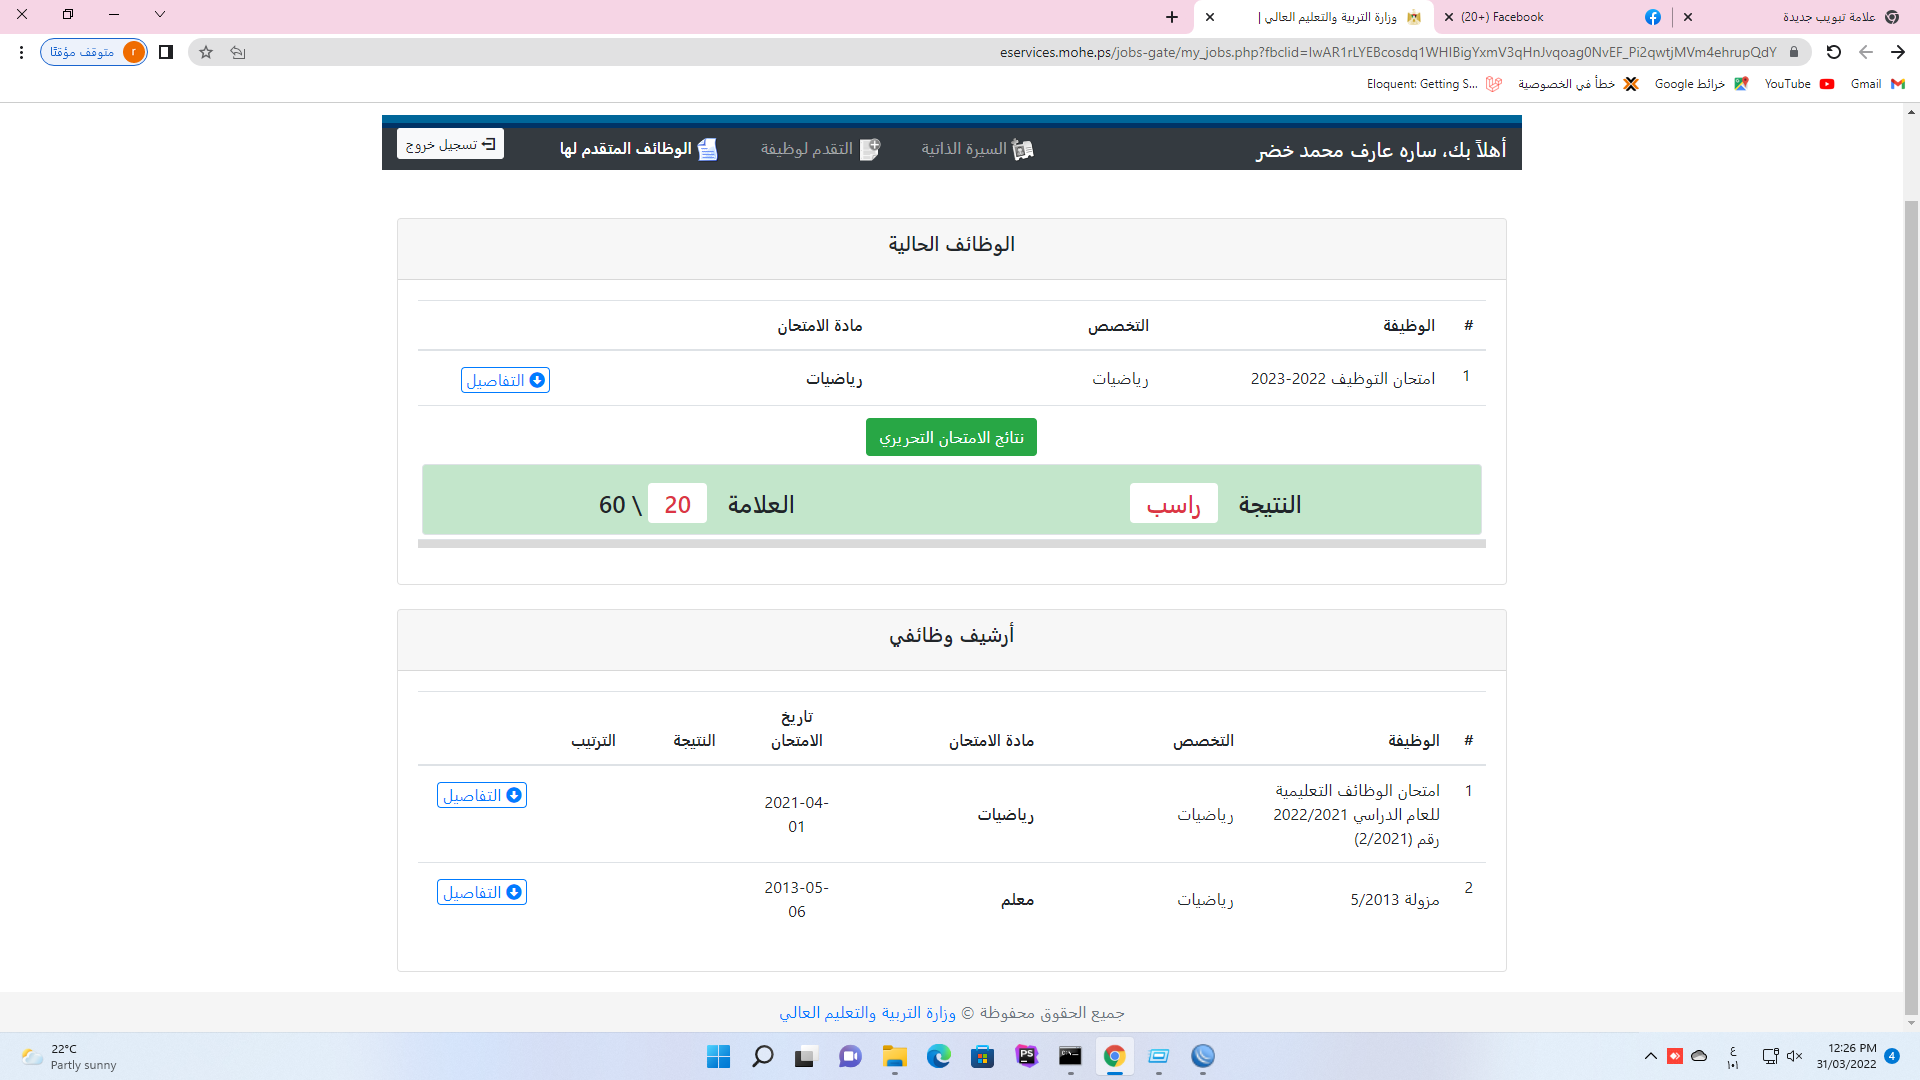 علامة تبويب جديدة
(20+) Facebook
وزارة التربية والتعليم العالي |
eservices.mohe.ps/jobs-gate/my_jobs.php?fbclid=IwAR1rLYEBcosdq1WHIBigYxmV3qHnJvqoag0NvEF_Pi2qwtjMVm4ehrupQdY
متوقف مؤقتًا
r
Gmail
YouTube
خرائط Google
خطأ في الخصوصية
Eloquent: Getting S...
أهلاً بك، ساره عارف محمد خضر
السيرة الذاتية
التقدم لوظيفة
الوظائف المتقدم لها
تسجيل خروج
الوظائف الحالية
# الوظيفة التخصص مادة الامتحان
1 امتحان التوظيف 2022-2023 رياضيات رياضيات التفاصيل
نتائج الامتحان التحريري
النتيجة راسب العلامة 20 \ 60
أرشيف وظائفي
# الوظيفة التخصص مادة الامتحان تاريخ الامتحان النتيجة الترتيب
1 امتحان الوظائف التعليمية للعام الدراسي 2022/2021 رقم (2/2021) رياضيات رياضيات 2021-04-01 التفاصيل
2 مزولة 5/2013 رياضيات معلم 2013-05-06 التفاصيل
جميع الحقوق محفوظة © وزارة التربية والتعليم العالي
22°C
Partly sunny
PS
ع
١٠١
12:26 PM
31/03/2022
4